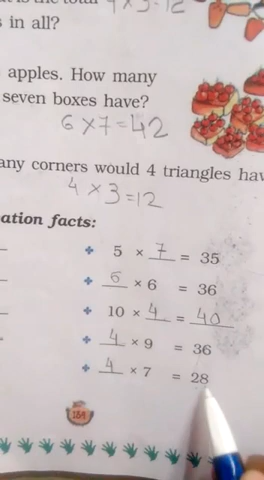 4 × 3 = 12
s in all?
apples. How many
seven boxes have?
6 × 7 = 42
any corners would 4 triangles hav
4 × 3 = 12
ation facts:
5 × 7 = 35
6 × 6 = 36
10 × 4 = 40
4 × 9 = 36
4 × 7 = 28
184